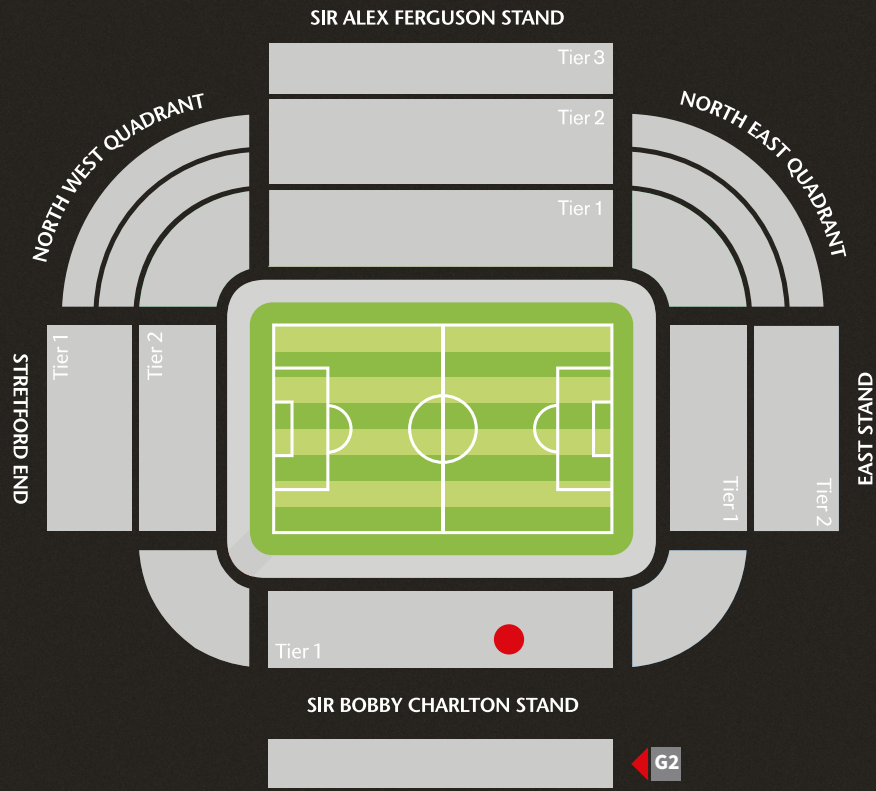 SIR ALEX FERGUSON STAND
Tier 3
NORTH WEST QUADRANT
NORTH EAST QUADRANT
Tier 2
Tier 1
STRETFORD END
Tier 1
Tier 2
Tier 1
Tier 2
EAST STAND
Tier 1
SIR BOBBY CHARLTON STAND
G2